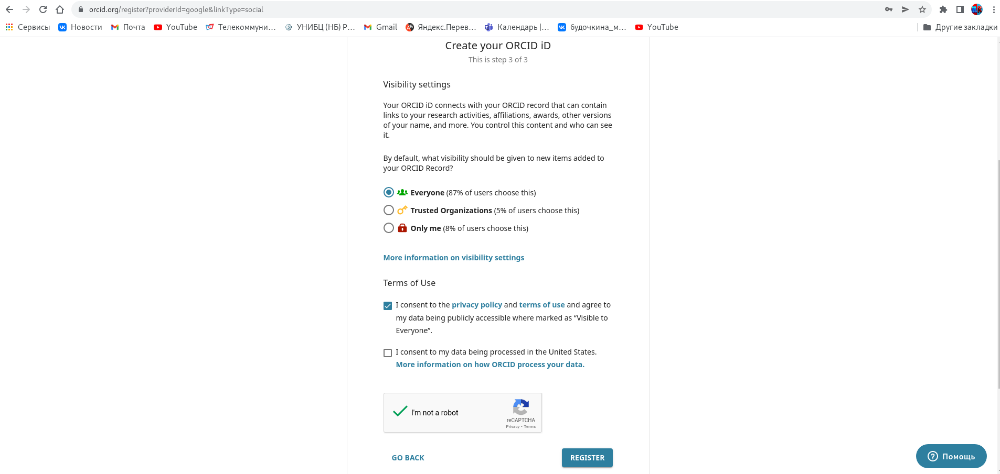 orcid.org/register?providerId=google&linkType=social
Сервисы Новости Почта YouTube Телекоммуни... УНИБЦ (НБ) Р... Gmail Яндекс.Перев... Календарь |... будочкина_м... YouTube Другие закладки
Create your ORCID iD
This is step 3 of 3
Visibility settings
Your ORCID iD connects with your ORCID record that can contain
links to your research activities, affiliations, awards, other versions
of your name, and more. You control this content and who can see
it.
By default, what visibility should be given to new items added to
your ORCID Record?
Everyone (87% of users choose this)
Trusted Organizations (5% of users choose this)
Only me (8% of users choose this)
More information on visibility settings
Terms of Use
I consent to the privacy policy and terms of use and agree to
my data being publicly accessible where marked as “Visible to
Everyone”.
I consent to my data being processed in the United States.
More information on how ORCID process your data.
I'm not a robot
reCAPTCHA
Privacy - Terms
GO BACK
REGISTER
Помощь